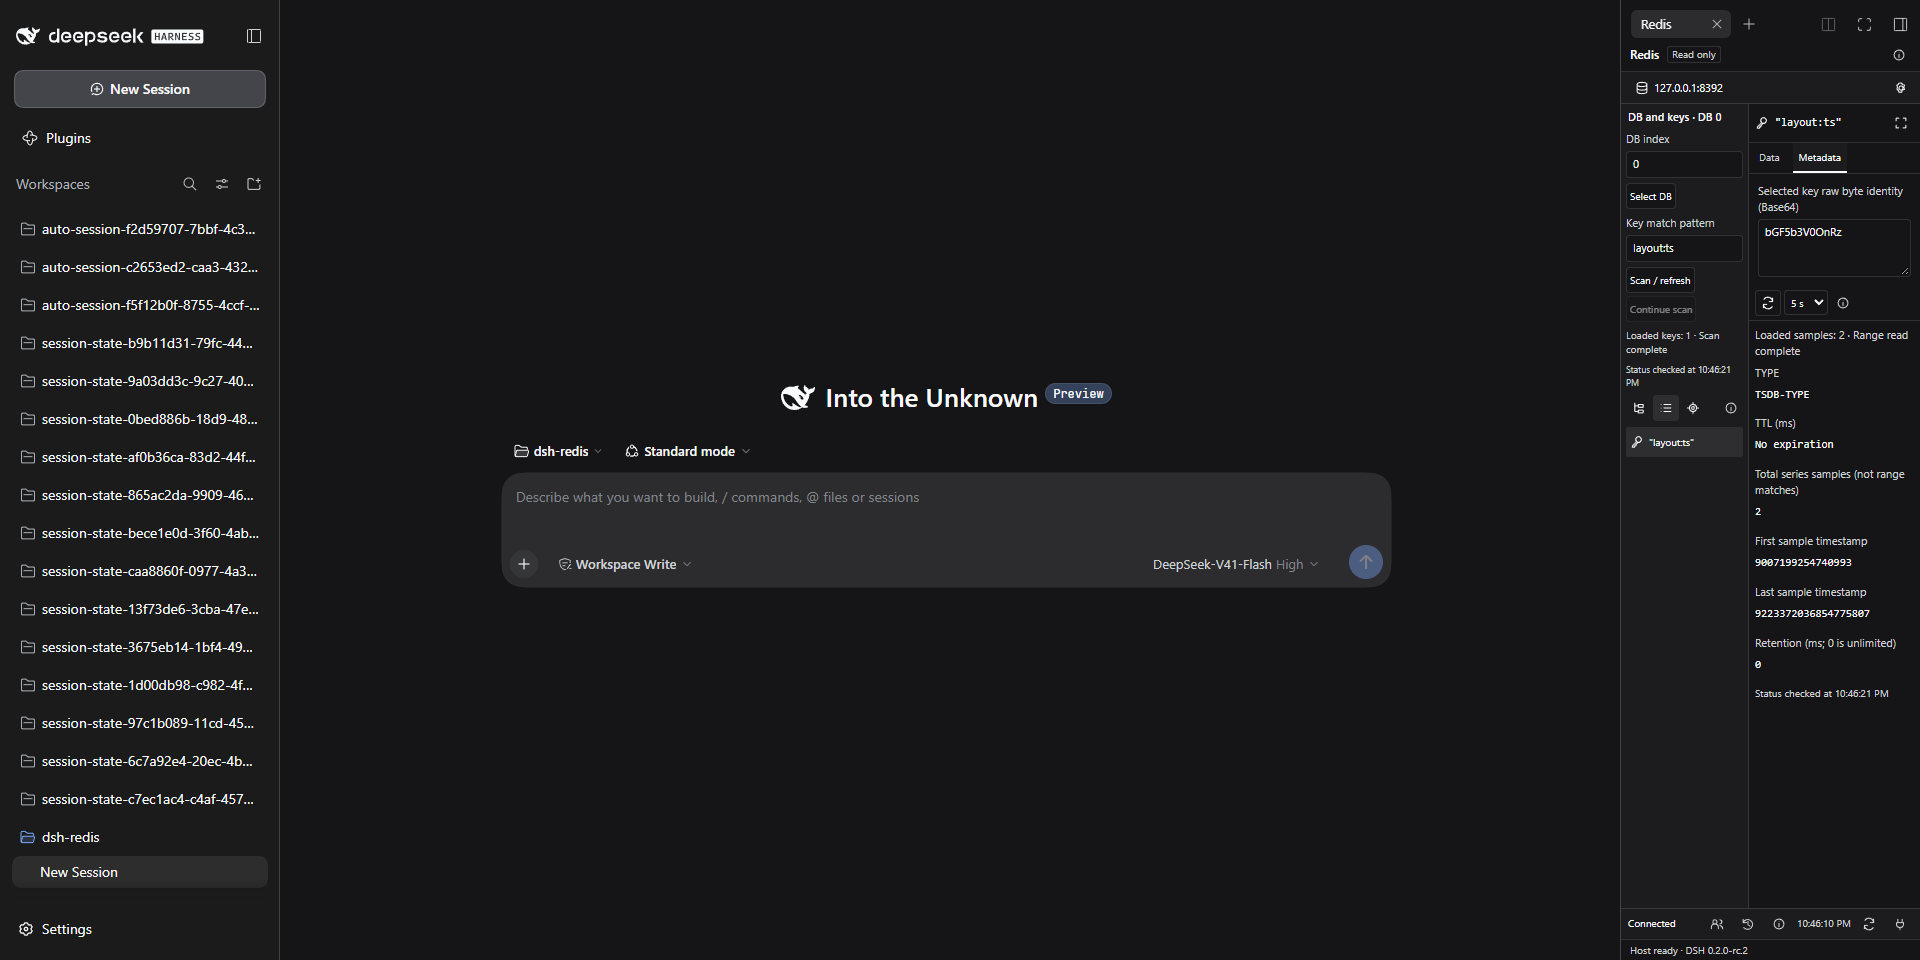 deepseek HARNESS
New Session
Plugins
Workspaces
auto-session-f2d59707-7bbf-4c3...
auto-session-c2653ed2-caa3-432...
auto-session-f5f12b0f-8755-4ccf-...
session-state-b9b11d31-79fc-44...
session-state-9a03dd3c-9c27-40...
session-state-0bed886b-18d9-48...
session-state-af0b36ca-83d2-44f...
session-state-865ac2da-9909-46...
session-state-bece1e0d-3f60-4ab...
session-state-caa8860f-0977-4a3...
session-state-13f73de6-3cba-47e...
session-state-3675eb14-1bf4-49...
session-state-1d00db98-c982-4f...
session-state-97c1b089-11cd-45...
session-state-6c7a92e4-20ec-4b...
session-state-c7ec1ac4-c4af-457...
dsh-redis
New Session
Settings
Into the Unknown Preview
dsh-redis Standard mode
Describe what you want to build, / commands, @ files or sessions
Workspace Write DeepSeek-V41-Flash High
Redis
Redis Read only
127.0.0.1:8392
DB and keys · DB 0
DB index
0
Select DB
Key match pattern
layout:ts
Scan / refresh
Continue scan
Loaded keys: 1 · Scan
complete
Status checked at 10:46:21
PM
"layout:ts"
"layout:ts"
Data Metadata
Selected key raw byte identity
(Base64)
bGF5b3V0OnRz
5 s
Loaded samples: 2 · Range read
complete
TYPE
TSDB-TYPE
TTL (ms)
No expiration
Total series samples (not range
matches)
2
First sample timestamp
9007199254740993
Last sample timestamp
9223372036854775807
Retention (ms; 0 is unlimited)
0
Status checked at 10:46:21 PM
Connected 10:46:10 PM
Host ready · DSH 0.2.0-rc.2